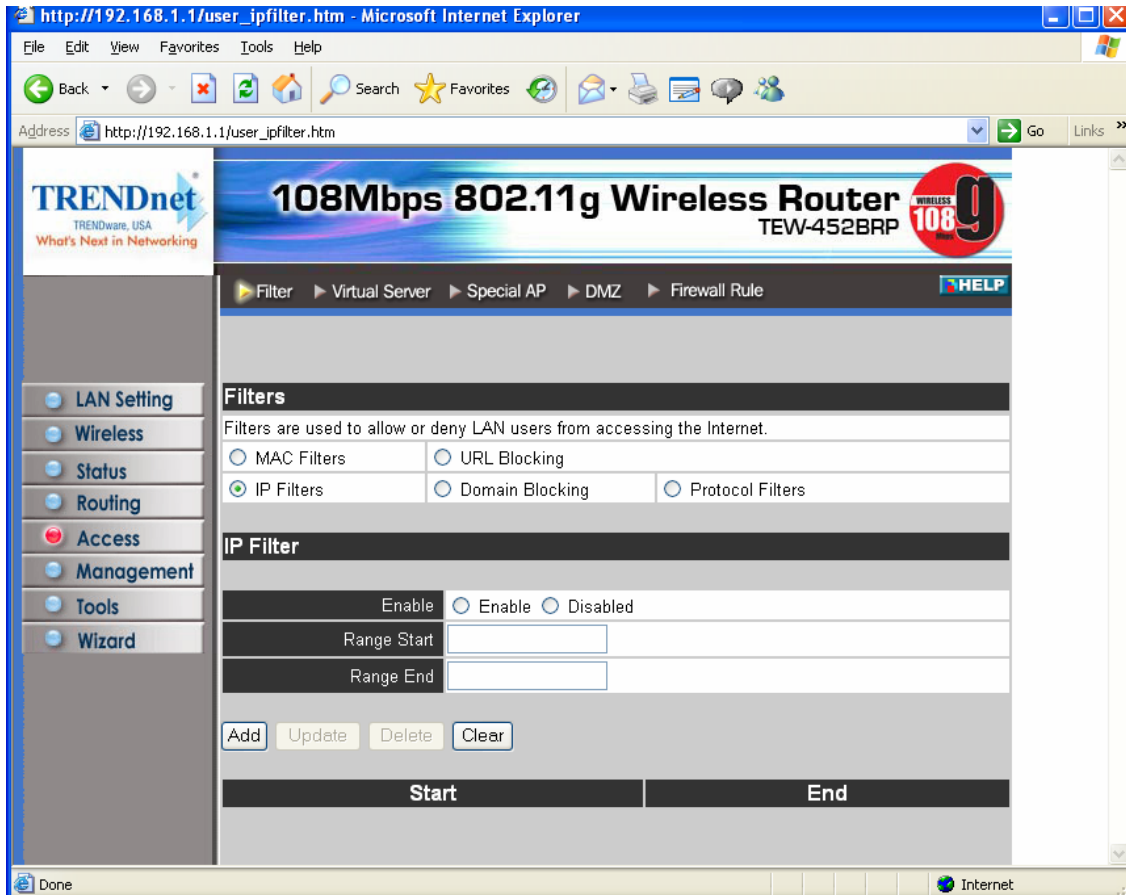 http://192.168.1.1/user_ipfilter.htm - Microsoft Internet Explorer
File Edit View Favorites Tools Help
Back Search Favorites
Address http://192.168.1.1/user_ipfilter.htm Go Links »
TRENDnet
TRENDware, USA
What's Next in Networking
108Mbps 802.11g Wireless Router
TEW-452BRP
WIRELESS
108
Mbps
g
Filter Virtual Server Special AP DMZ Firewall Rule HELP
LAN Setting
Wireless
Status
Routing
Access
Management
Tools
Wizard
Filters
Filters are used to allow or deny LAN users from accessing the Internet.
MAC Filters URL Blocking
IP Filters Domain Blocking Protocol Filters
IP Filter
Enable Enable Disabled
Range Start
Range End
Add Update Delete Clear
Start End
Done Internet